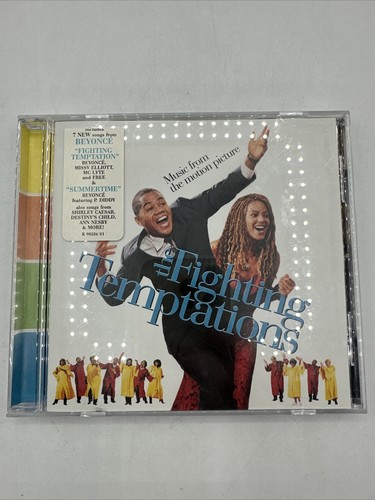 7 NEW songs from
BEYONCÉ
"FIGHTING
TEMPTATION"
BEYONCÉ,
MISSY ELLIOTT,
MC LYTE
and FREE
&
"SUMMERTIME"
BEYONCÉ
featuring P. DIDDY
also songs from
SHIRLEY CAESAR,
DESTINY'S CHILD,
ANN NESBY
& MORE!
Music from
the motion picture
the Fighting
Temptations